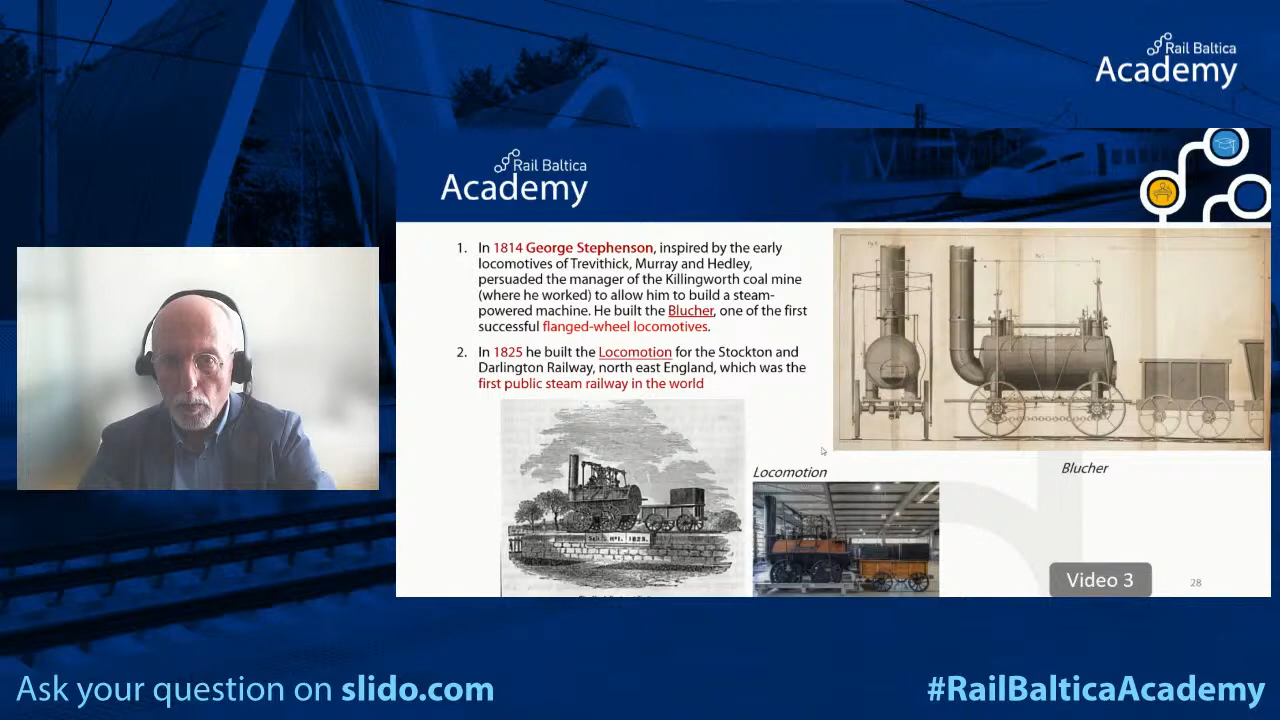 Rail Baltica
Academy
Rail Baltica
Academy
1. In 1814 George Stephenson, inspired by the early
locomotives of Trevithick, Murray and Hedley,
persuaded the manager of the Killingworth coal mine
(where he worked) to allow him to build a steam-
powered machine. He built the Blucher, one of the first
successful flanged-wheel locomotives.
2. In 1825 he built the Locomotion for the Stockton and
Darlington Railway, north east England, which was the
first public steam railway in the world
Locomotion
Blucher
Video 3
28
Ask your question on slido.com
#RailBalticaAcademy